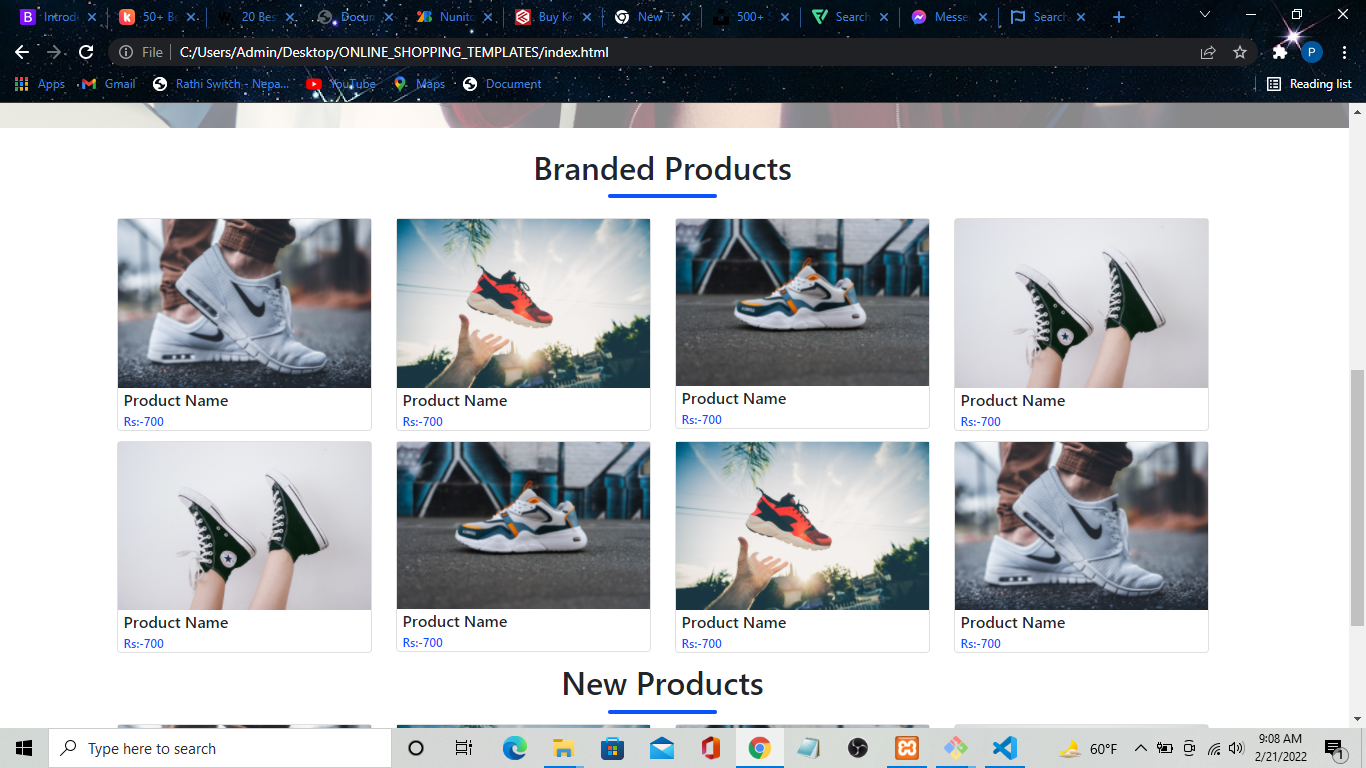 Introd
50+ Be
20 Bes
Docum
Nunito
Buy Ke
New T
500+
Search
Messe
Search
File
C:/Users/Admin/Desktop/ONLINE_SHOPPING_TEMPLATES/index.html
P
Apps
Gmail
Rathi Switch - Nepa...
YouTube
Maps
Document
Reading list
Branded Products
Product Name
Product Name
Product Name
Product Name
Rs:-700
Rs:-700
Rs:-700
Rs:-700
Product Name
Product Name
Product Name
Product Name
Rs:-700
Rs:-700
Rs:-700
Rs:-700
New Products
Type here to search
60°F
9:08 AM
2/21/2022
1